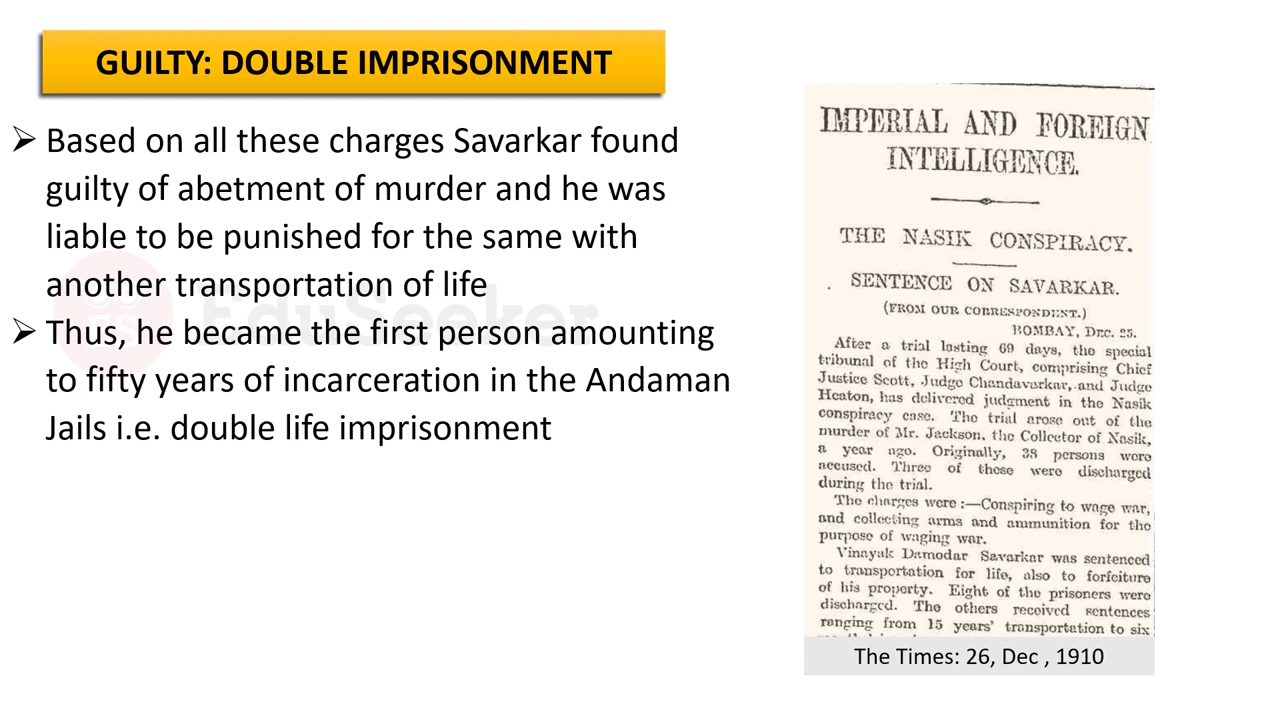 GUILTY: DOUBLE IMPRISONMENT
➢ Based on all these charges Savarkar found
guilty of abetment of murder and he was
liable to be punished for the same with
another transportation of life
➢ Thus, he became the first person amounting
to fifty years of incarceration in the Andaman
Jails i.e. double life imprisonment
EduSeeker
IMPERIAL AND FOREIGN
INTELLIGENCE.
THE NASIK CONSPIRACY.
SENTENCE ON SAVARKAR.
(FROM OUR CORRESPONDENT.)
BOMBAY, DEC. 25.
After a trial lasting 69 days, the special
tribunal of the High Court, comprising Chief
Justice Scott, Judge Chandavarkar, and Judge
Heaton, has delivered judgment in the Nasik
conspiracy case. The trial arose out of the
murder of Mr. Jackson, the Collector of Nasik,
a year ago. Originally, 38 persons were
accused. Three of these were discharged
during the trial.
The charges were :—Conspiring to wage war,
and collecting arms and ammunition for the
purpose of waging war.
Vinayak Damodar Savarkar was sentenced
to transportation for life, also to forfeiture
of his property. Eight of the prisoners were
discharged. The others received sentences
ranging from 15 years' transportation to six
The Times: 26, Dec , 1910